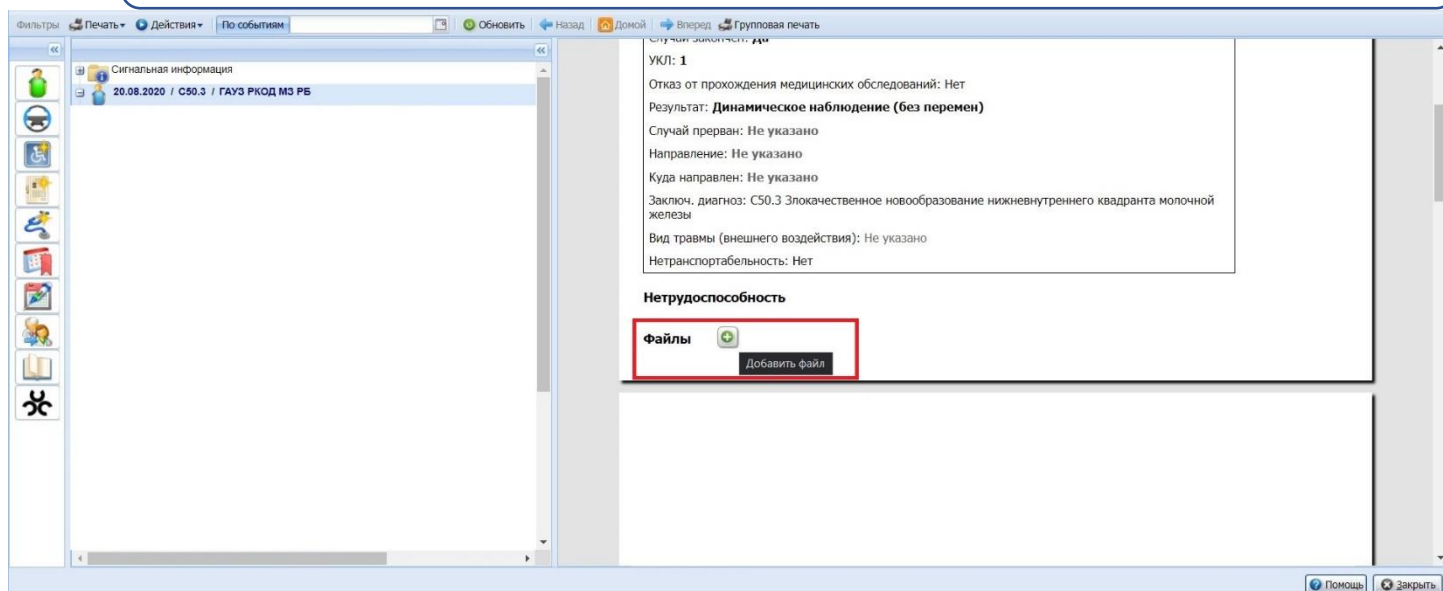 Фильтры Печать Действия По событиям Обновить Назад Домой Вперед Групповая печать
Случай закончен: Да
Сигнальная информация
20.08.2020 / C50.3 / ГАУЗ РКОД МЗ РБ
УКЛ: 1
Отказ от прохождения медицинских обследований: Нет
Результат: Динамическое наблюдение (без перемен)
Случай прерван: Не указано
Направление: Не указано
Куда направлен: Не указано
Заключ. диагноз: C50.3 Злокачественное новообразование нижневнутреннего квадранта молочной
железы
Вид травмы (внешнего воздействия): Не указано
Нетранспортабельность: Нет
Нетрудоспособность
Файлы
Добавить файл
Помощь Закрыть